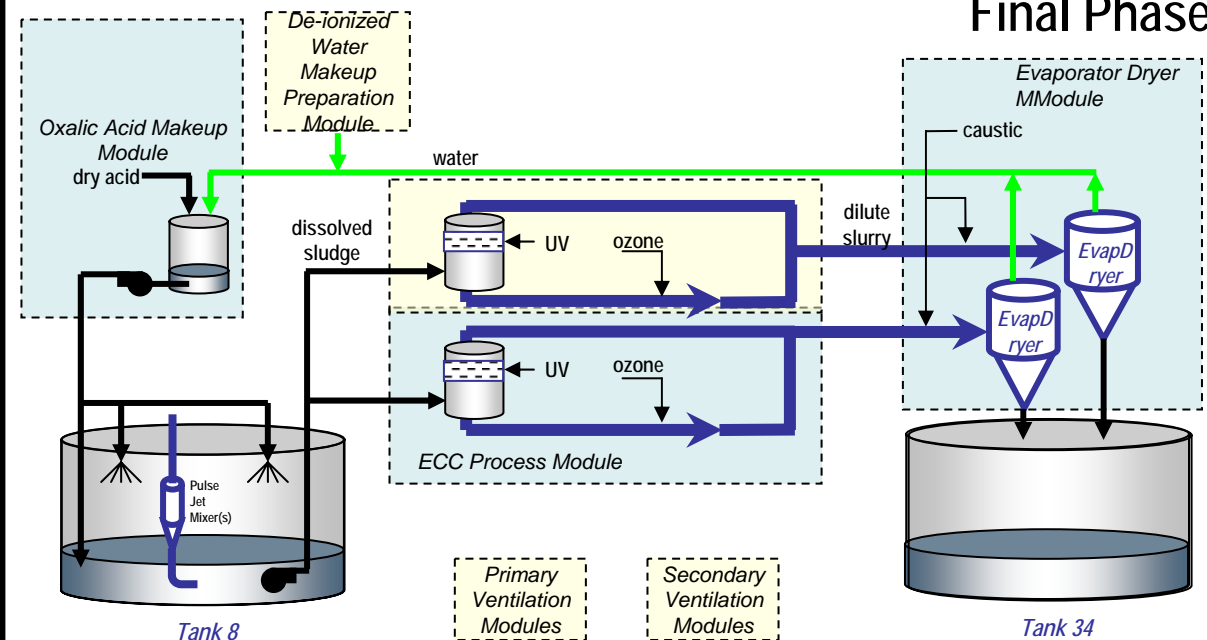 Final Phase
De-ionized
Water
Makeup
Preparation
Module
Oxalic Acid Makeup
Module
dry acid
water
Evaporator Dryer
MModule
caustic
dissolved
sludge
UV
ozone
dilute
slurry
EvapD
ryer
EvapD
ryer
UV
ozone
ECC Process Module
Pulse
Jet
Mixer(s)
Tank 8
Primary
Ventilation
Modules
Secondary
Ventilation
Modules
Tank 34